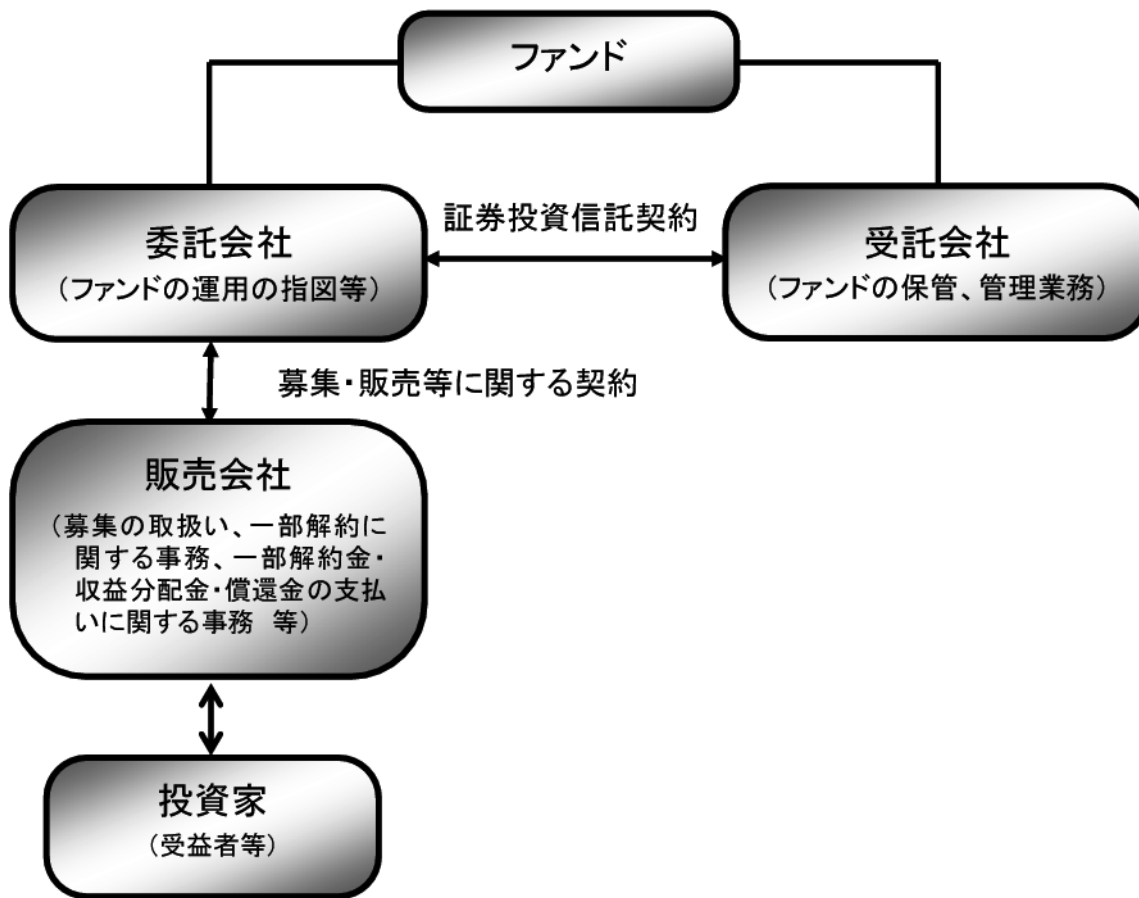 ファンド
委託会社
（ファンドの運用の指図等）
証券投資信託契約
受託会社
（ファンドの保管、管理業務）
募集・販売等に関する契約
販売会社
（募集の取扱い、一部解約に
関する事務、一部解約金・
収益分配金・償還金の支払
いに関する事務　等）
投資家
（受益者等）